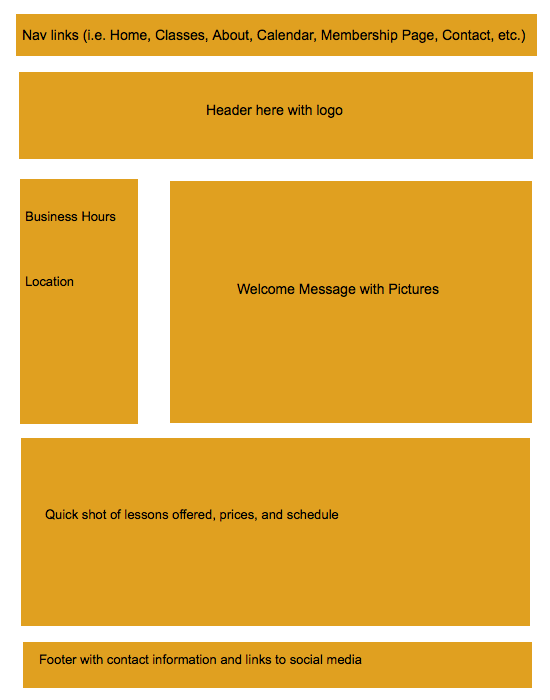 Nav links (i.e. Home, Classes, About, Calendar, Membership Page, Contact, etc.)
Header here with logo
Business Hours
Location
Welcome Message with Pictures
Quick shot of lessons offered, prices, and schedule
Footer with contact information and links to social media